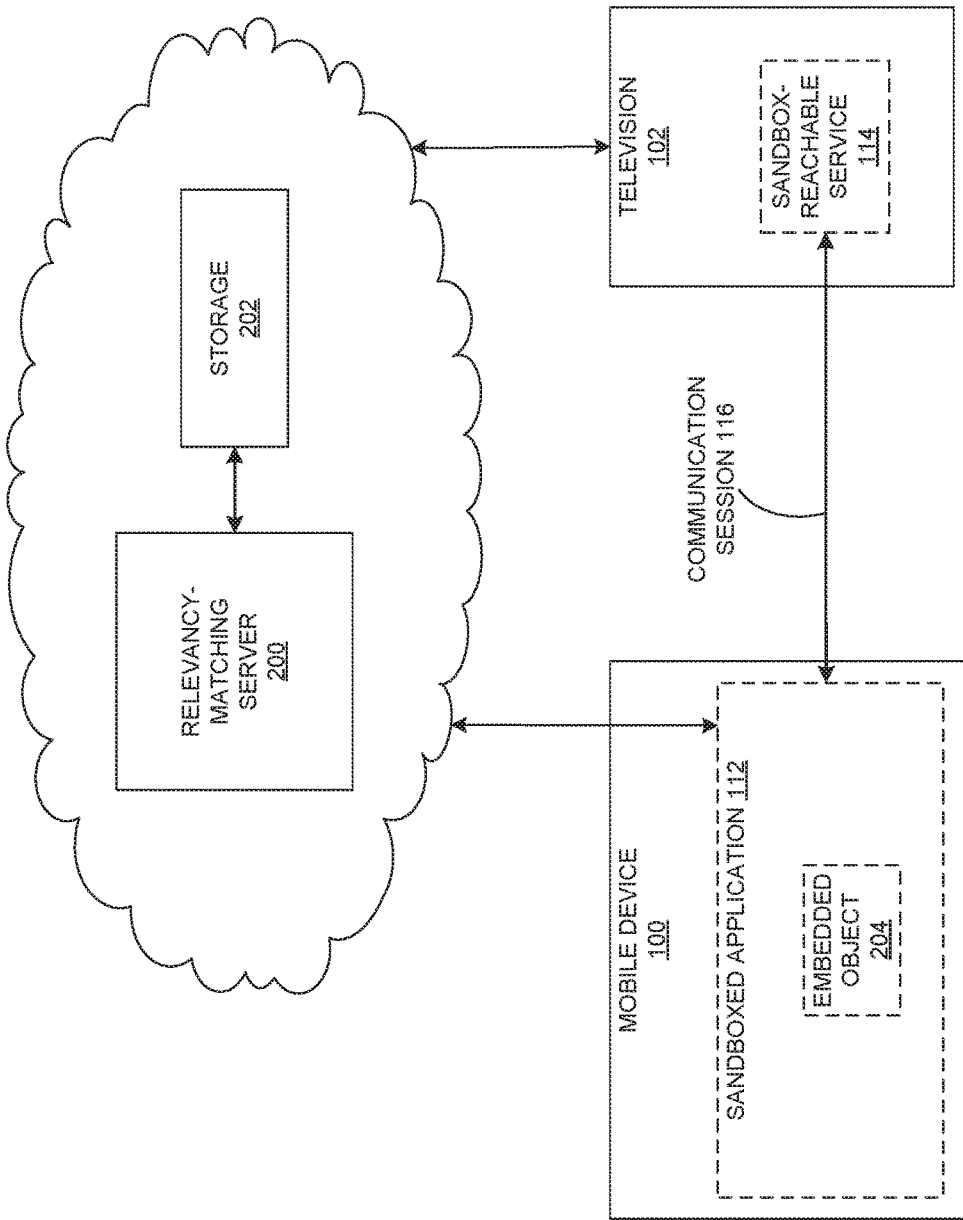 RELEVANCY-
MATCHING
SERVER
200
STORAGE
202
MOBILE DEVICE
100
SANDBOXED APPLICATION 112
EMBEDDED
OBJECT
204
COMMUNICATION
SESSION 116
TELEVISION
102
SANDBOX-
REACHABLE
SERVICE
114